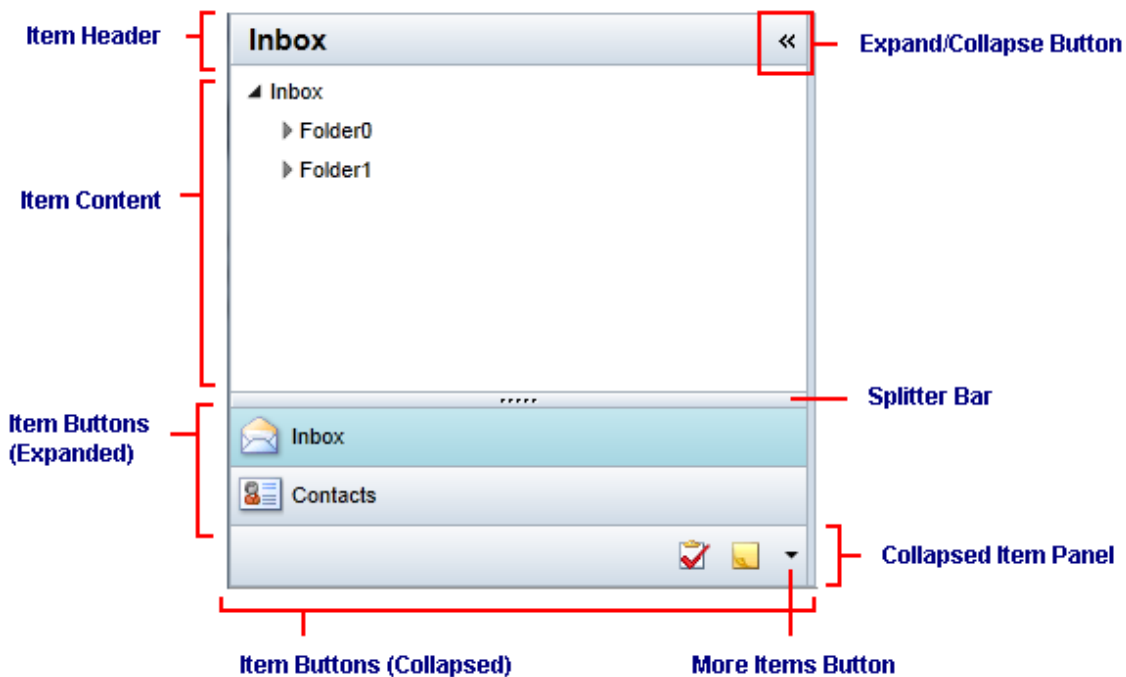 Item Header
Inbox
«
Expand/Collapse Button
Inbox
Folder0
Folder1
Item Content
Splitter Bar
Item Buttons
(Expanded)
Inbox
Contacts
Collapsed Item Panel
Item Buttons (Collapsed)
More Items Button